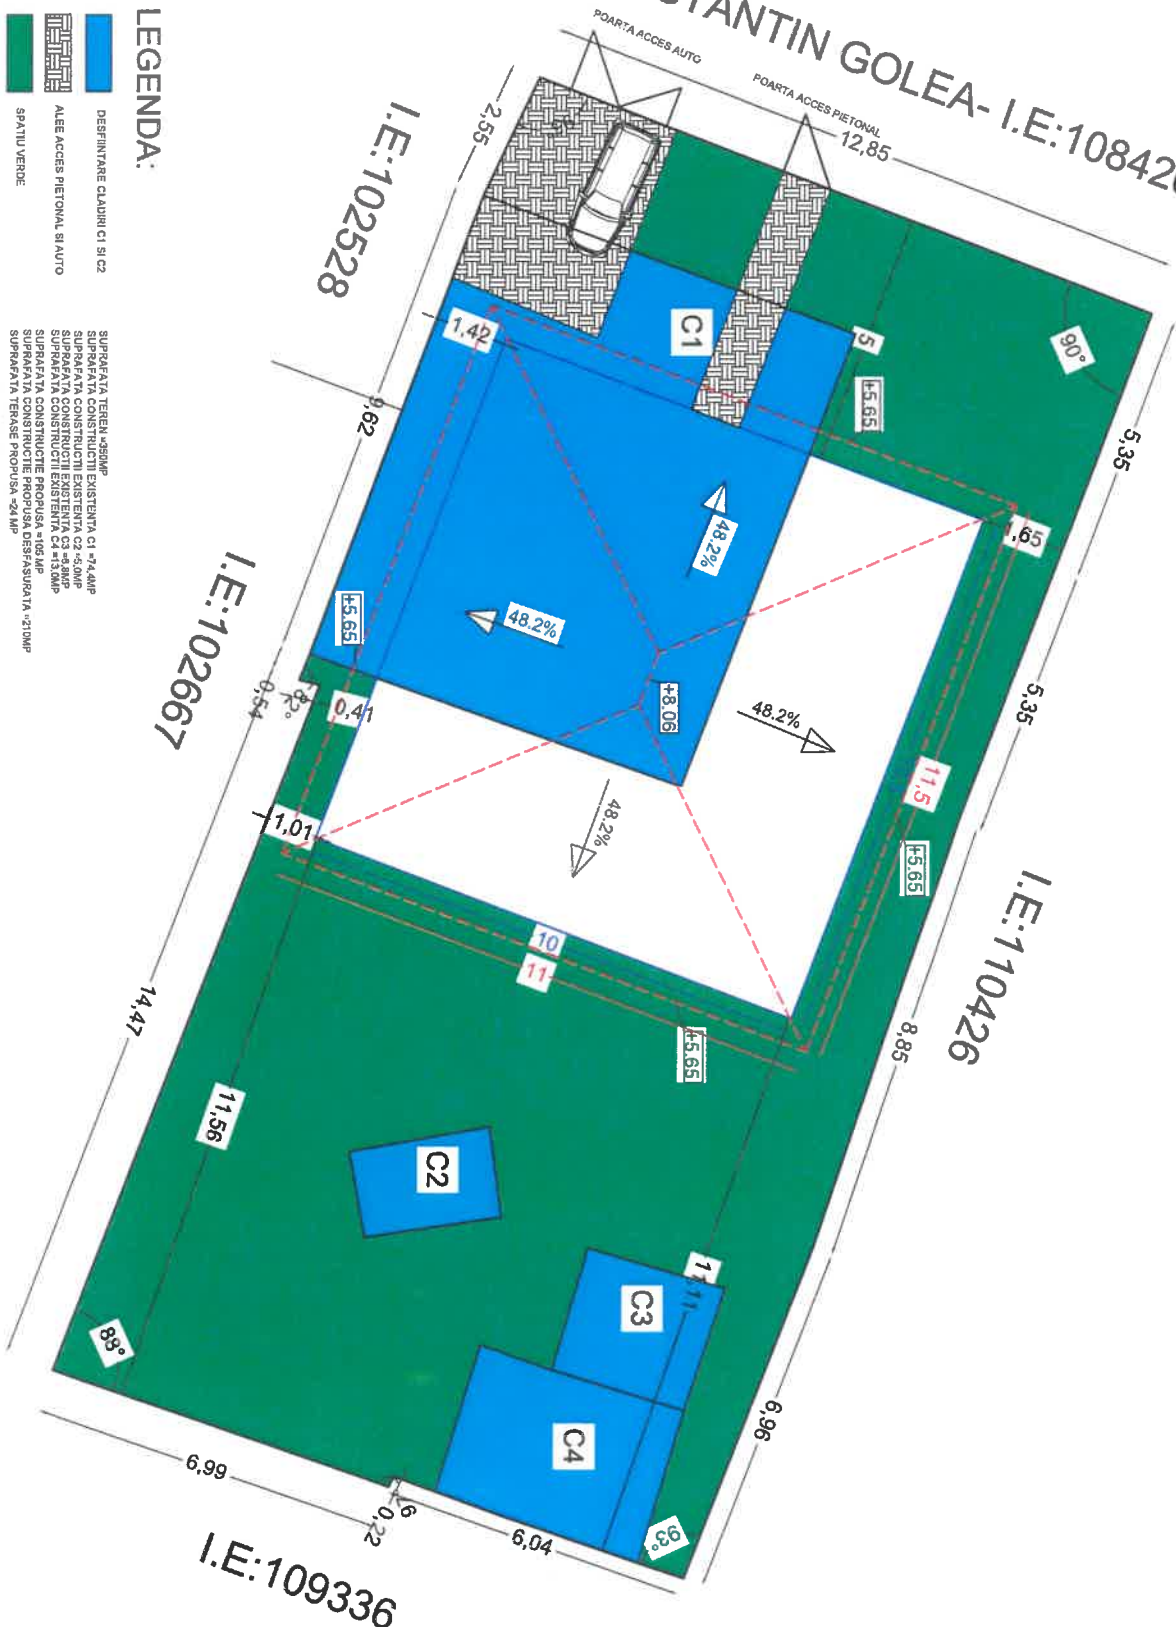 STANTIN GOLEA- I.E:10842
POARTA ACCES AUTO
POARTA ACCES PIETONAL
12,85
2,55
I.E:102528
90°
5,35
C1
5
+5.65
1,42
9,62
1,65
48.2%
48.2%
+5.65
+8.06
48.2%
5,35
I.E:102667
0,54
82°
0,41
11,5
48.2%
+5.65
1,01
I.E:110426
10
11
+5.65
8,85
14,47
11,56
C2
C3
C4
6,96
88°
93°
6,99
0,22
6,04
I.E:109336
LEGENDA:
DESFIINTARE CLADIRI C1 SI C2
ALEE ACCES PIETONAL SI AUTO
SPATIU VERDE
SUPRAFATA TEREN =350MP
SUPRAFATA CONSTRUCTII EXISTENTA C1 =74,4MP
SUPRAFATA CONSTRUCTII EXISTENTA C2 =5,0MP
SUPRAFATA CONSTRUCTII EXISTENTA C3 =6,8MP
SUPRAFATA CONSTRUCTII EXISTENTA C4 =13,0MP
SUPRAFATA CONSTRUCTIE PROPUSA =105 MP
SUPRAFATA CONSTRUCTIE PROPUSA DESFASURATA =210MP
SUPRAFATA TERASE PROPUSA =24 MP